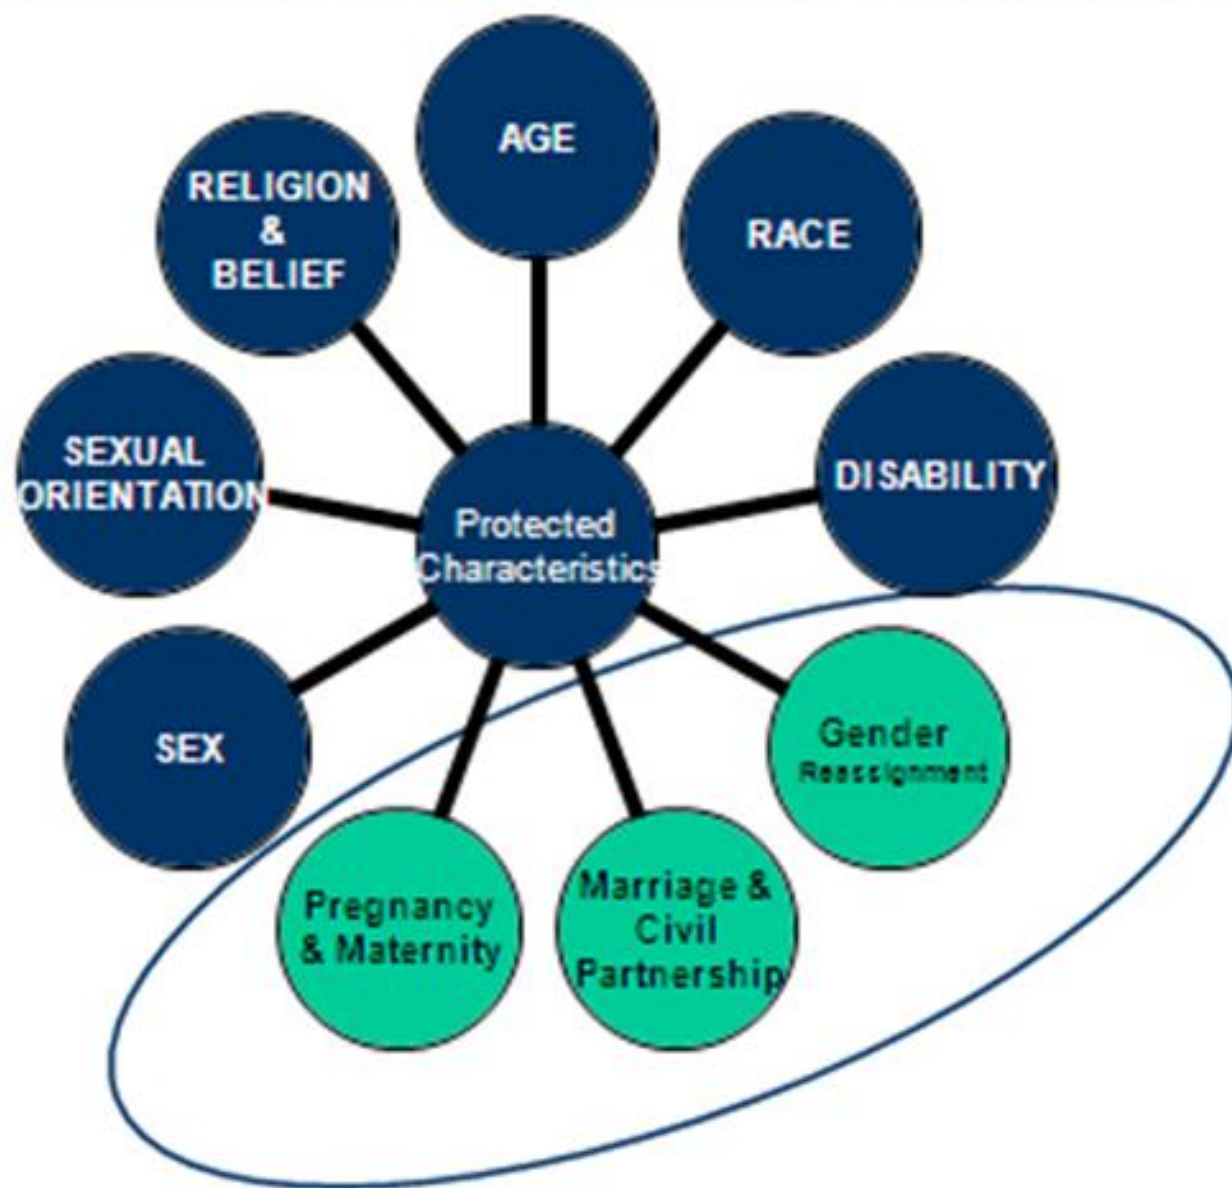 AGE
RELIGION
&
BELIEF
RACE
SEXUAL
ORIENTATION
DISABILITY
Protected
Characteristics
SEX
Gender
Reassignment
Pregnancy
& Maternity
Marriage &
Civil
Partnership